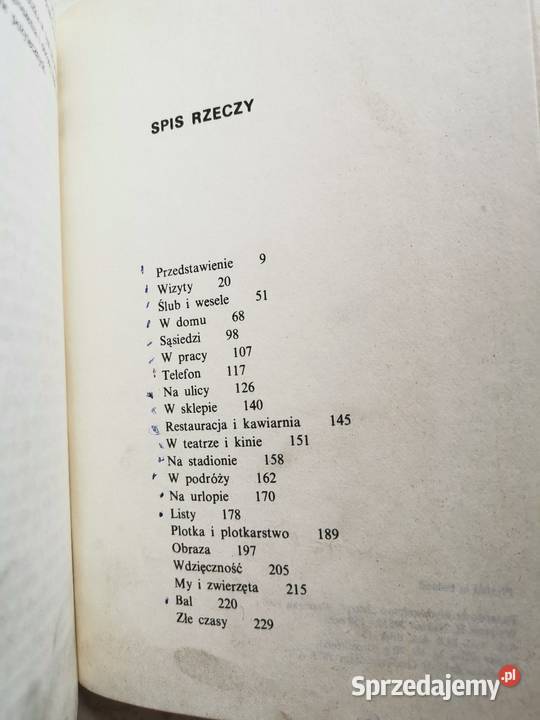 SPIS RZECZY
Przedstawienie 9
Wizyty 20
Ślub i wesele 51
W domu 68
Sąsiedzi 98
W pracy 107
Telefon 117
Na ulicy 126
W sklepie 140
Restauracja i kawiarnia 145
W teatrze i kinie 151
Na stadionie 158
W podróży 162
Na urlopie 170
Listy 178
Plotka i plotkarstwo 189
Obraza 197
Wdzięczność 205
My i zwierzęta 215
Bal 220
Złe czasy 229
Sprzedajemy.pl